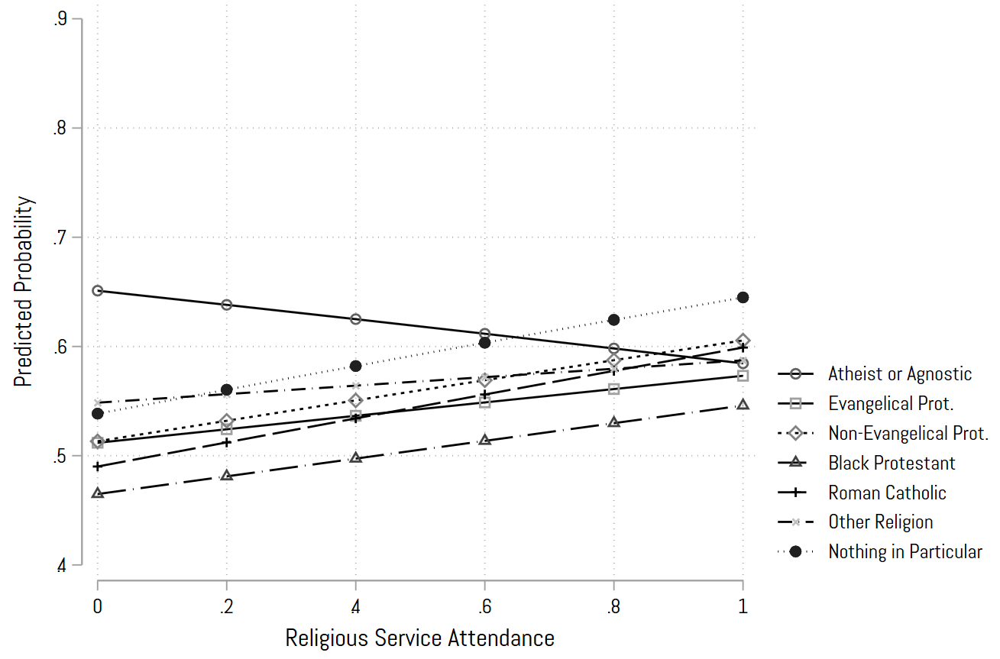 .9
.8
.7
.6
.5
.4
Predicted Probability
0 .2 .4 .6 .8 1
Religious Service Attendance
Atheist or Agnostic
Evangelical Prot.
Non-Evangelical Prot.
Black Protestant
Roman Catholic
Other Religion
Nothing in Particular